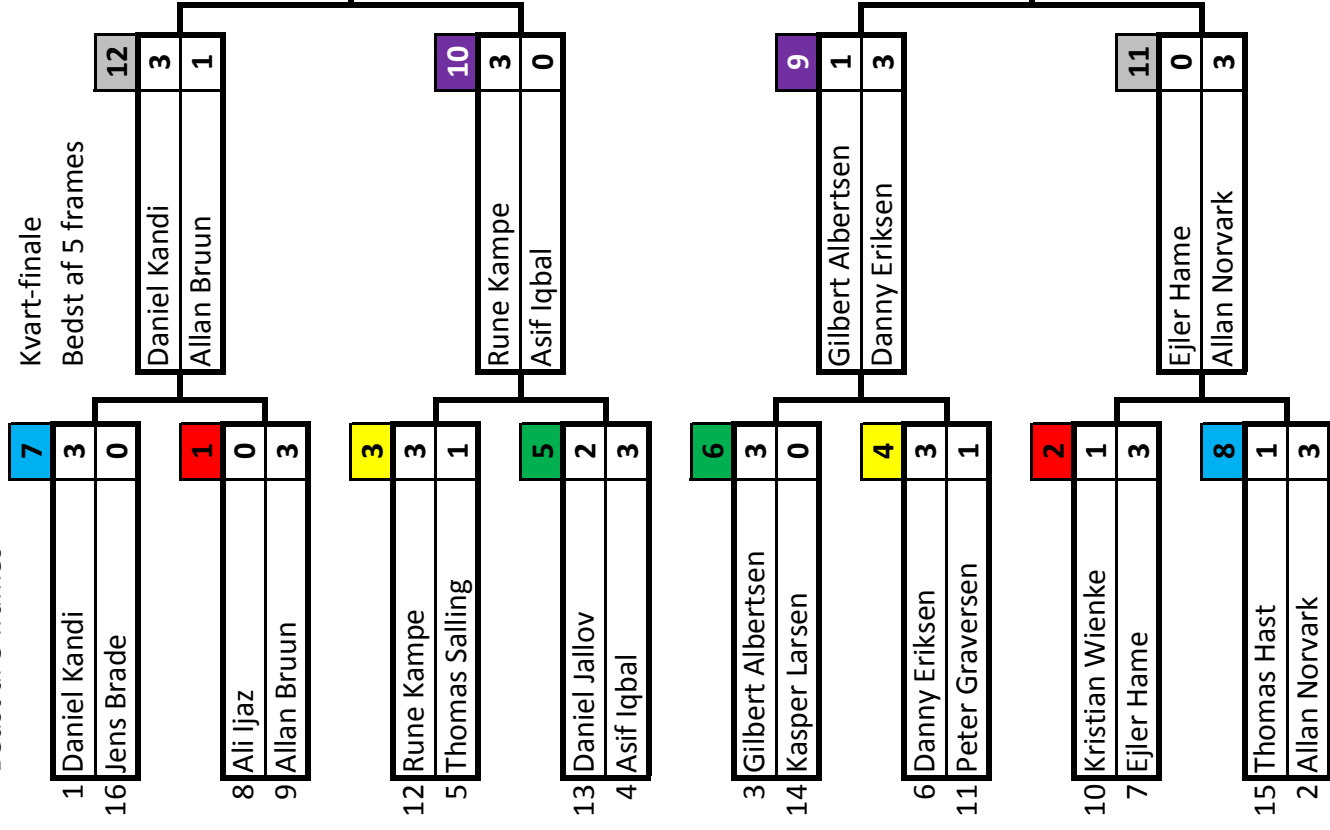 Kvart-finale
Bedst af 5 frames
7
1 Daniel Kandi 3
16 Jens Brade 0
1
8 Ali Ijaz 0
9 Allan Bruun 3
3
12 Rune Kampe 3
5 Thomas Salling 1
5
13 Daniel Jallov 2
4 Asif Iqbal 3
6
3 Gilbert Albertsen 3
14 Kasper Larsen 0
4
6 Danny Eriksen 3
11 Peter Graversen 1
2
10 Kristian Wienke 1
7 Ejler Hame 3
8
15 Thomas Hast 1
2 Allan Norvark 3
12
Daniel Kandi 3
Allan Bruun 1
10
Rune Kampe 3
Asif Iqbal 0
9
Gilbert Albertsen 1
Danny Eriksen 3
11
Ejler Hame 0
Allan Norvark 3